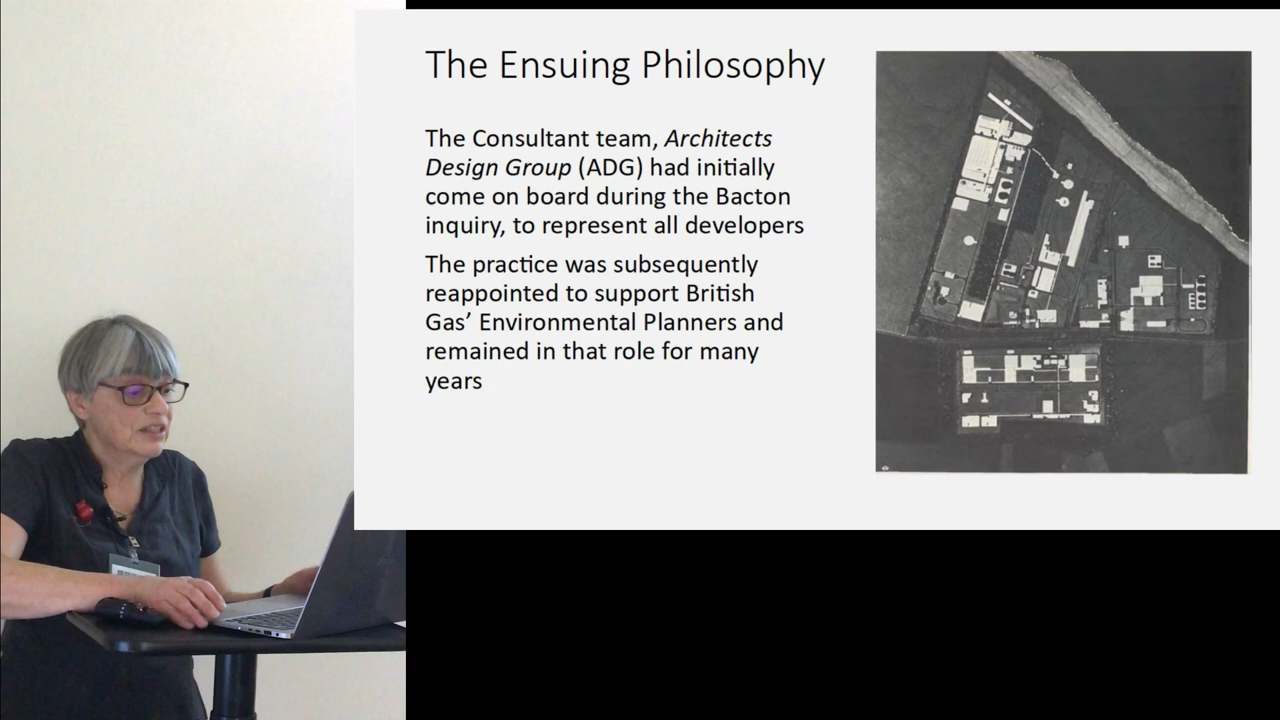 The Ensuing Philosophy
The Consultant team, Architects
Design Group (ADG) had initially
come on board during the Bacton
inquiry, to represent all developers
The practice was subsequently
reappointed to support British
Gas’ Environmental Planners and
remained in that role for many
years